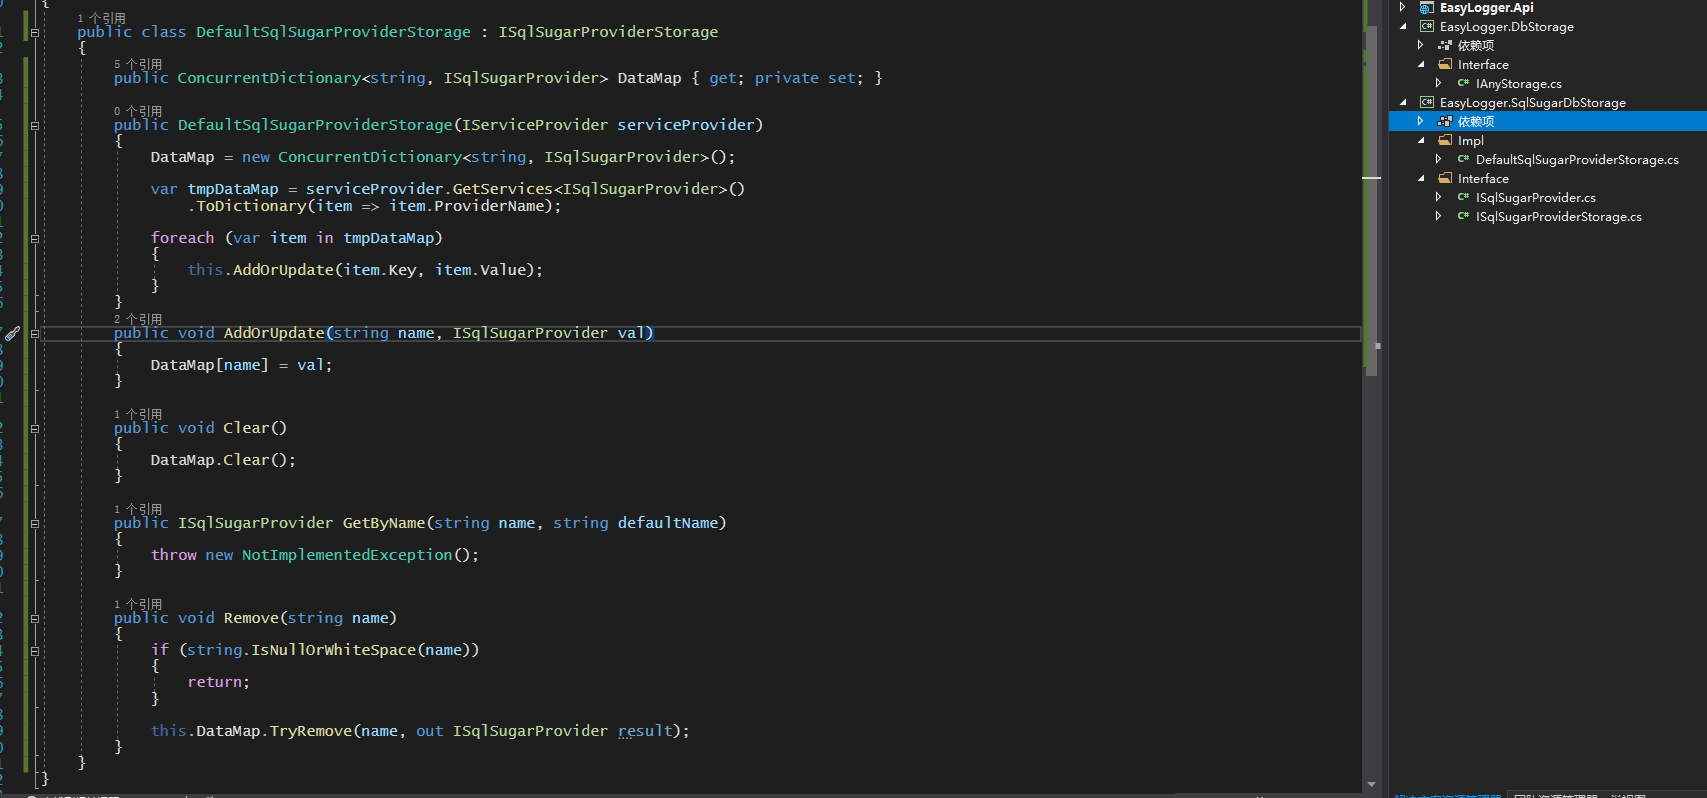 {
1 个引用
public class DefaultSqlSugarProviderStorage : ISqlSugarProviderStorage
{
5 个引用
public ConcurrentDictionary<string, ISqlSugarProvider> DataMap { get; private set; }
0 个引用
public DefaultSqlSugarProviderStorage(IServiceProvider serviceProvider)
{
DataMap = new ConcurrentDictionary<string, ISqlSugarProvider>();
var tmpDataMap = serviceProvider.GetServices<ISqlSugarProvider>()
.ToDictionary(item => item.ProviderName);
foreach (var item in tmpDataMap)
{
this.AddOrUpdate(item.Key, item.Value);
}
}
2 个引用
public void AddOrUpdate(string name, ISqlSugarProvider val)
{
DataMap[name] = val;
}
1 个引用
public void Clear()
{
DataMap.Clear();
}
1 个引用
public ISqlSugarProvider GetByName(string name, string defaultName)
{
throw new NotImplementedException();
}
1 个引用
public void Remove(string name)
{
if (string.IsNullOrWhiteSpace(name))
{
return;
}
this.DataMap.TryRemove(name, out ISqlSugarProvider result);
}
}
}
EasyLogger.Api
C# EasyLogger.DbStorage
依赖项
Interface
C# IAnyStorage.cs
C# EasyLogger.SqlSugarDbStorage
依赖项
Impl
C# DefaultSqlSugarProviderStorage.cs
Interface
C# ISqlSugarProvider.cs
C# ISqlSugarProviderStorage.cs